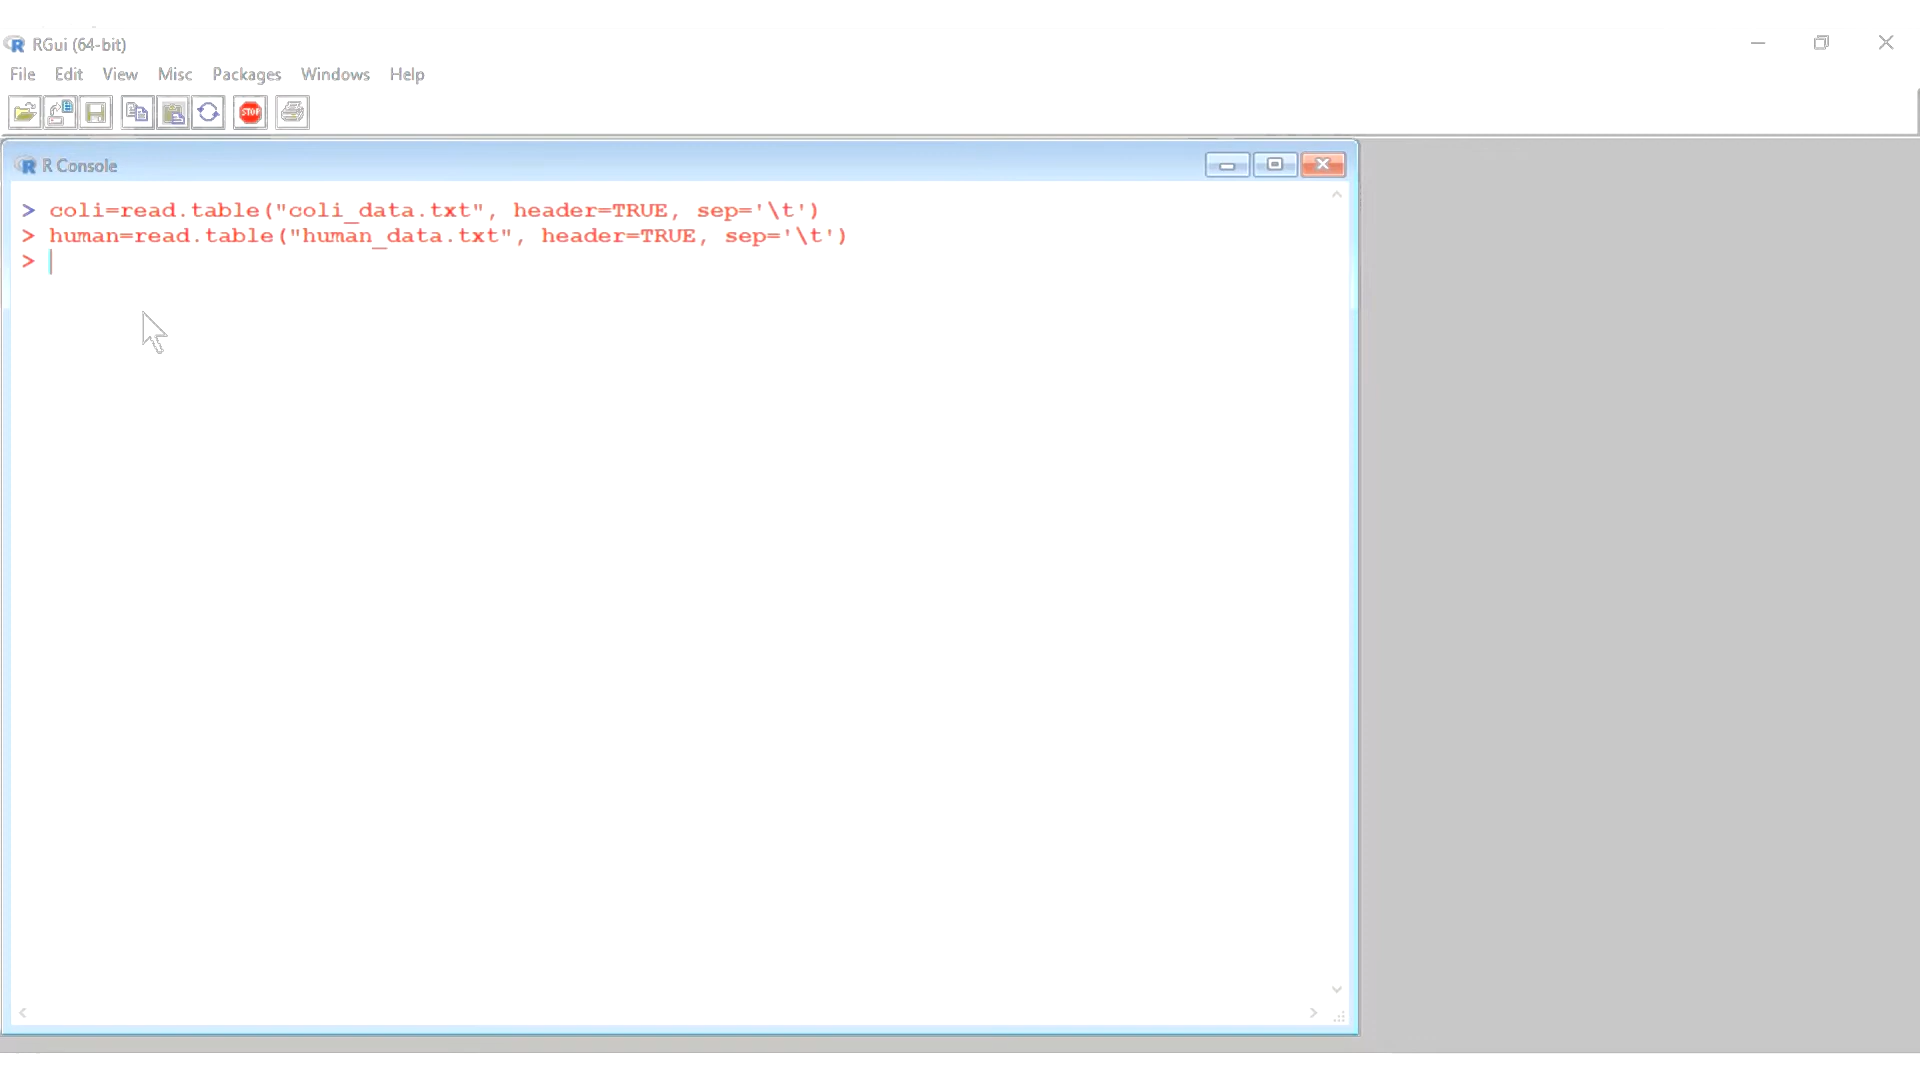 RGui (64-bit)
File Edit View Misc Packages Windows Help
STOP
R Console
> coli=read.table("coli_data.txt", header=TRUE, sep='\t')
> human=read.table("human_data.txt", header=TRUE, sep='\t')
>